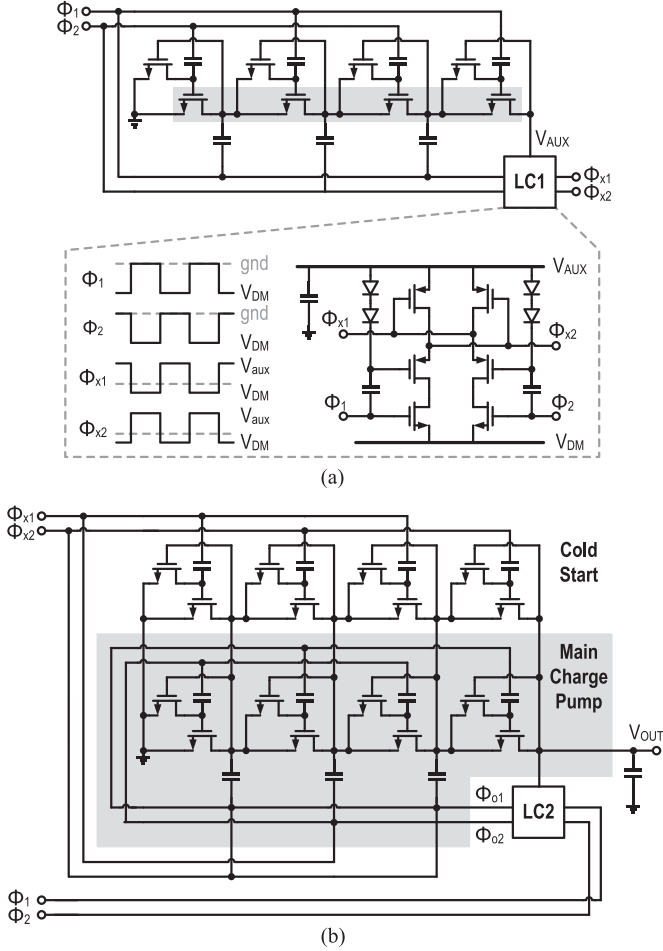 Φ1
Φ2
VAUX
LC1
Φx1
Φx2
Φ1
gnd
VDM
Φ2
gnd
VDM
Φx1
Vaux
VDM
Φx2
Vaux
VDM
VAUX
Φx1
Φx2
Φ1
Φ2
VDM
(a)
Φx1
Φx2
Cold
Start
Main
Charge
Pump
VOUT
Φo1
LC2
Φo2
Φ1
Φ2
(b)